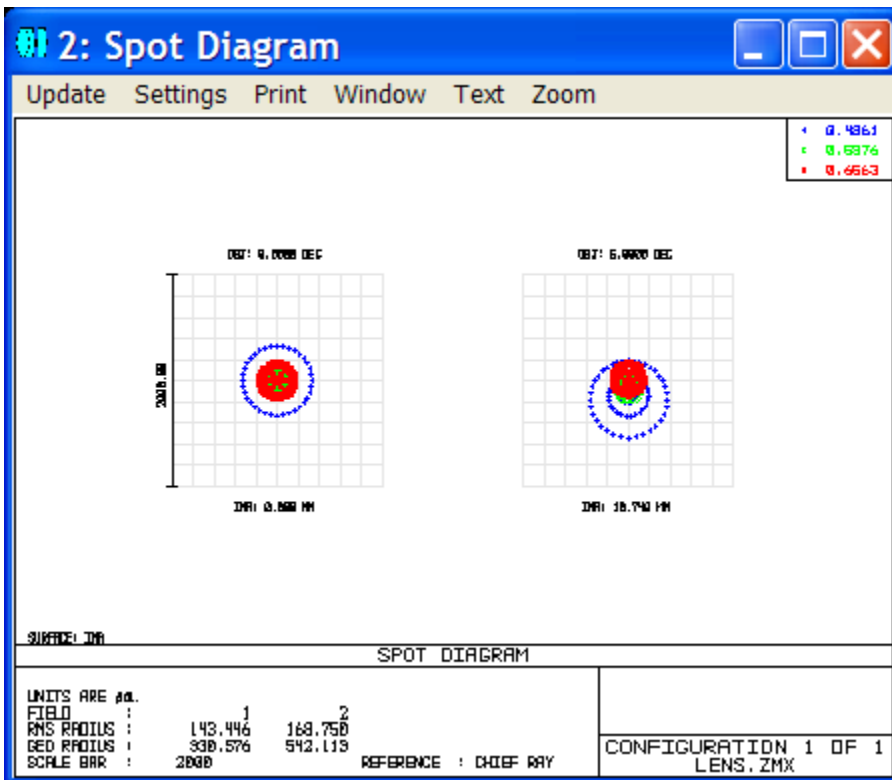 2: Spot Diagram
Update Settings Print Window Text Zoom
0.4861
0.5876
0.6563
OBJ: 0.0000 DEG
OBJ: 5.0000 DEG
2000.00
IMA: 0.000 MM
IMA: MM
SURFACE: IMA
SPOT DIAGRAM
UNITS ARE µm.
FIELD : 1 2
RMS RADIUS : 143.446 168.750
GEO RADIUS : 330.576 542.113
SCALE BAR : 2000 REFERENCE : CHIEF RAY
CONFIGURATION 1 OF 1
LENS.ZMX